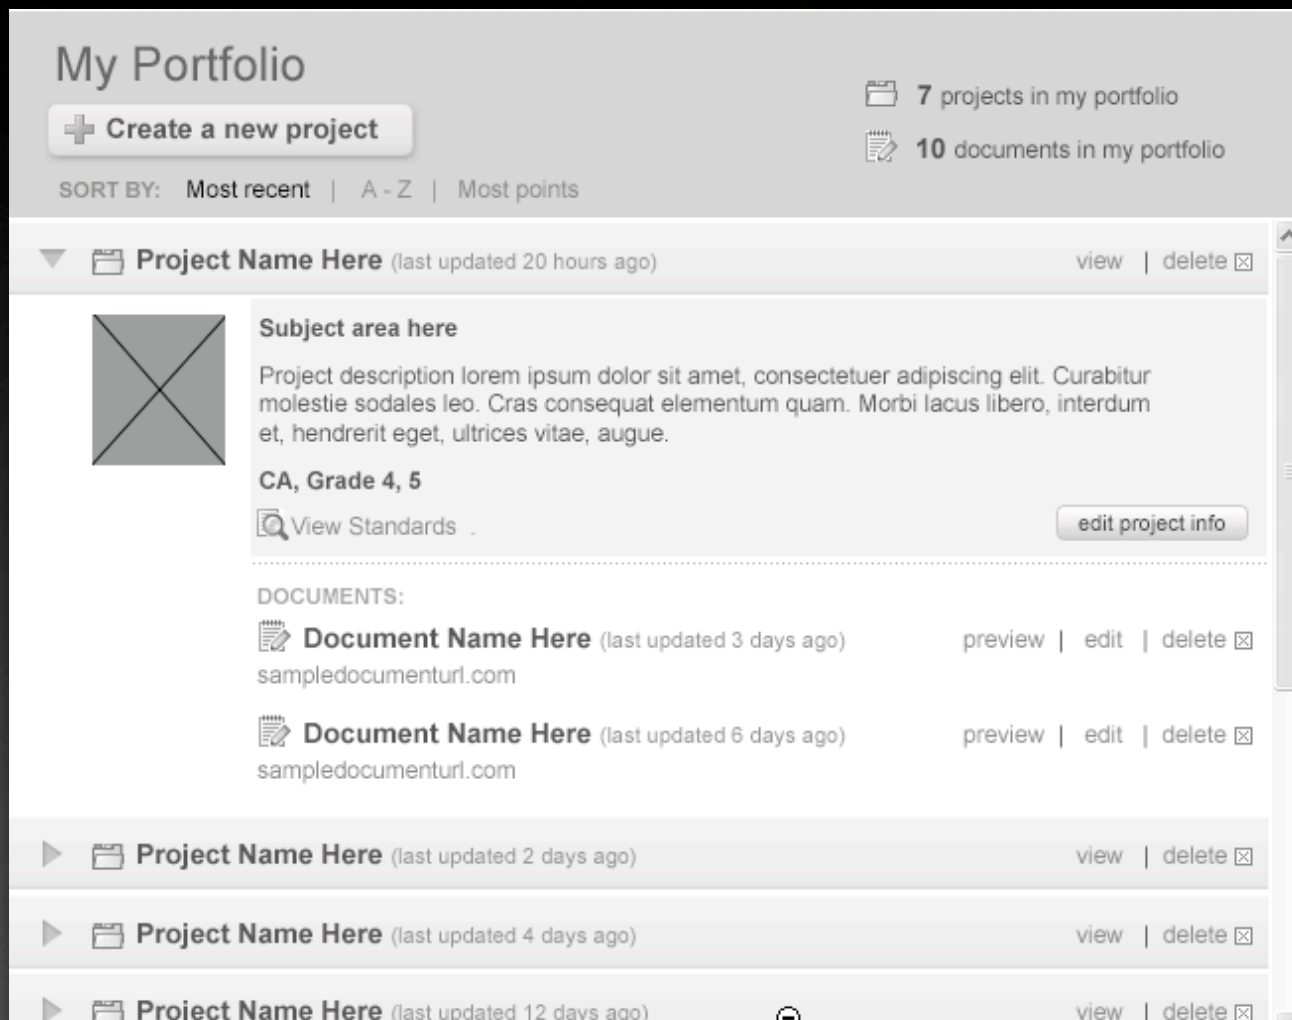 My Portfolio
Create a new project
7 projects in my portfolio
10 documents in my portfolio
SORT BY: Most recent | A - Z | Most points
Project Name Here (last updated 20 hours ago) view | delete
Subject area here
Project description lorem ipsum dolor sit amet, consectetuer adipiscing elit. Curabitur
molestie sodales leo. Cras consequat elementum quam. Morbi lacus libero, interdum
et, hendrerit eget, ultrices vitae, augue.
CA, Grade 4, 5
View Standards .
edit project info
DOCUMENTS:
Document Name Here (last updated 3 days ago) preview | edit | delete
sampledocumenturl.com
Document Name Here (last updated 6 days ago) preview | edit | delete
sampledocumenturl.com
Project Name Here (last updated 2 days ago) view | delete
Project Name Here (last updated 4 days ago) view | delete
Project Name Here (last updated 12 days ago) view | delete